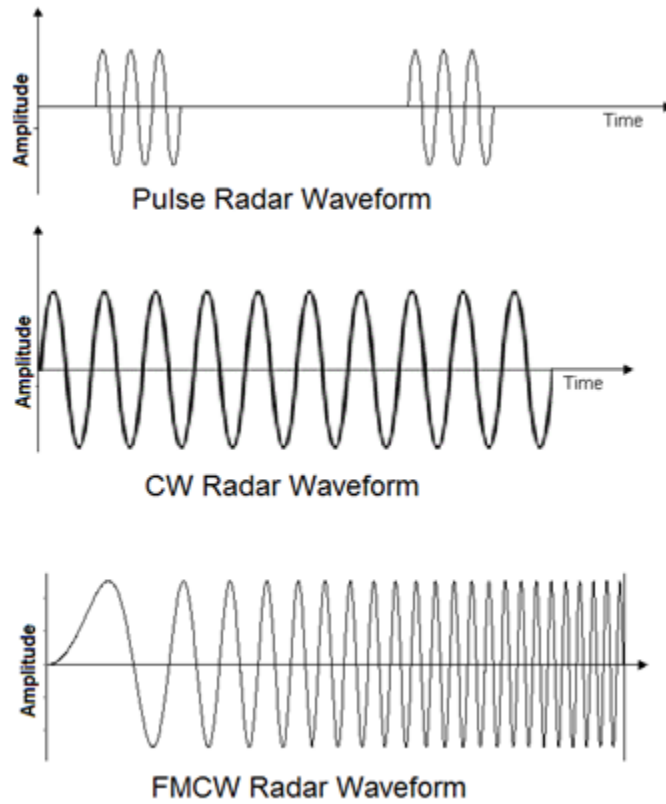 Amplitude
Time
Pulse Radar Waveform
Amplitude
Time
CW Radar Waveform
Amplitude
FMCW Radar Waveform